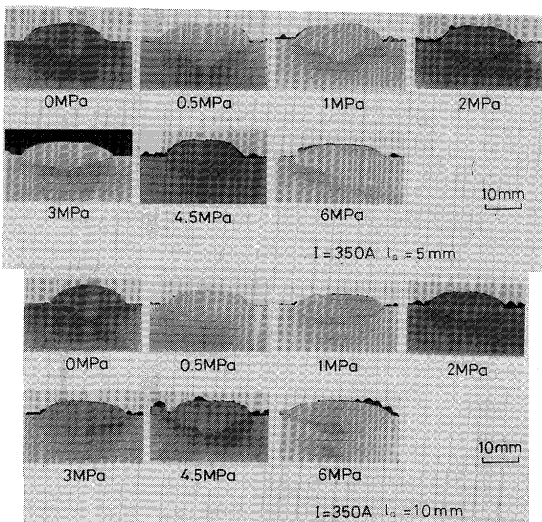 0MPa 0.5MPa 1MPa 2MPa
10mm
3MPa 4.5MPa 6MPa
I=350A la=5mm
0MPa 0.5MPa 1MPa 2MPa
10mm
3MPa 4.5MPa 6MPa
I=350A la=10mm